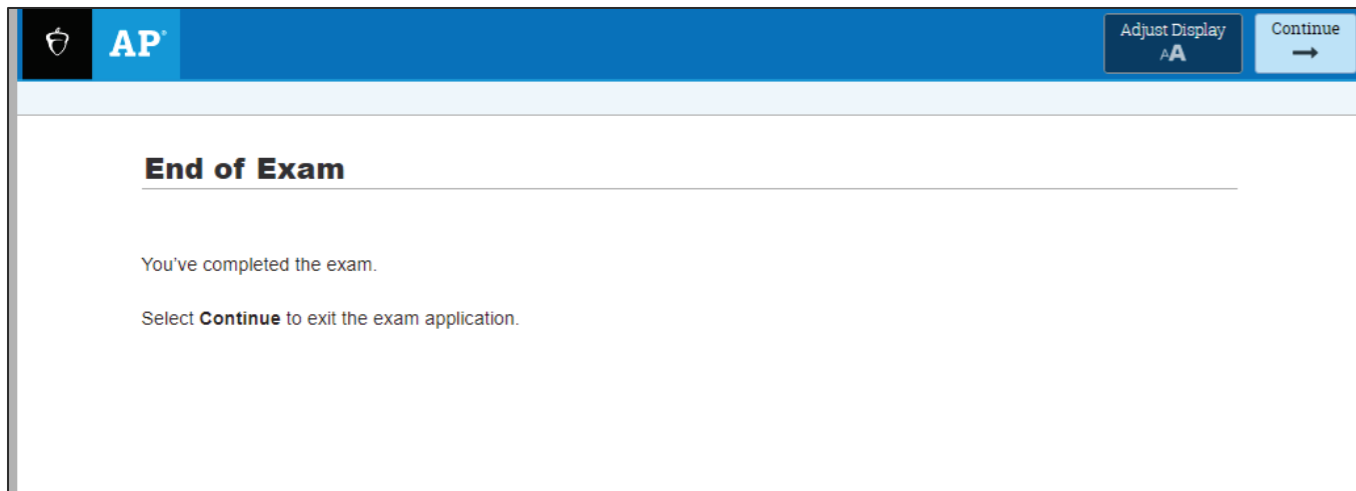 AP®
Adjust Display
AA
Continue
End of Exam
You've completed the exam.
Select Continue to exit the exam application.